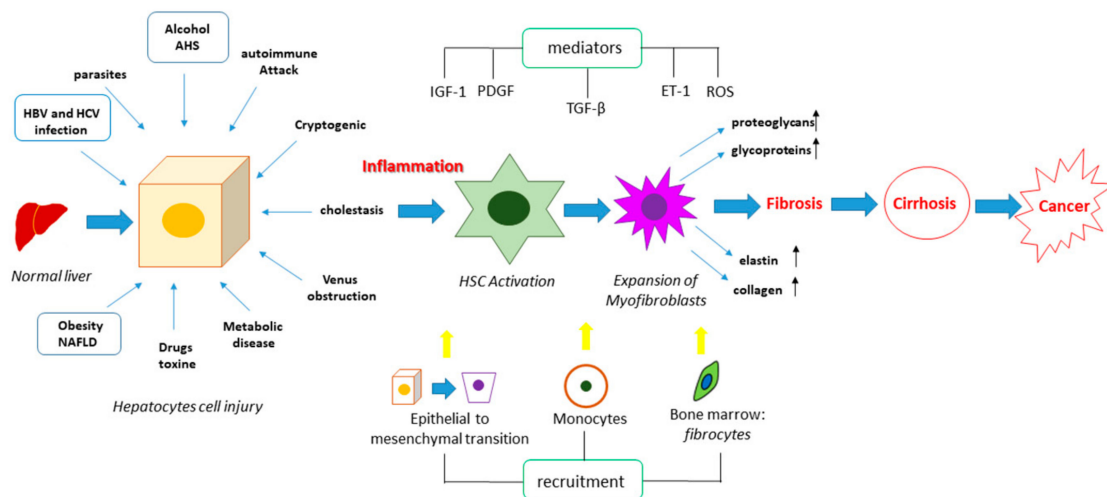 Alcohol
AHS
autoimmune
Attack
parasites
HBV and HCV
infection
Cryptogenic
cholestasis
Venus
obstruction
Metabolic
disease
Drugs
toxine
Obesity
NAFLD
Normal liver
Hepatocytes cell injury
Inflammation
mediators
IGF-1
PDGF
TGF-β
ET-1
ROS
HSC Activation
Expansion of
Myofibroblasts
proteoglycans
glycoproteins
elastin
collagen
Fibrosis
Cirrhosis
Cancer
Epithelial to
mesenchymal transition
Monocytes
Bone marrow:
fibrocytes
recruitment